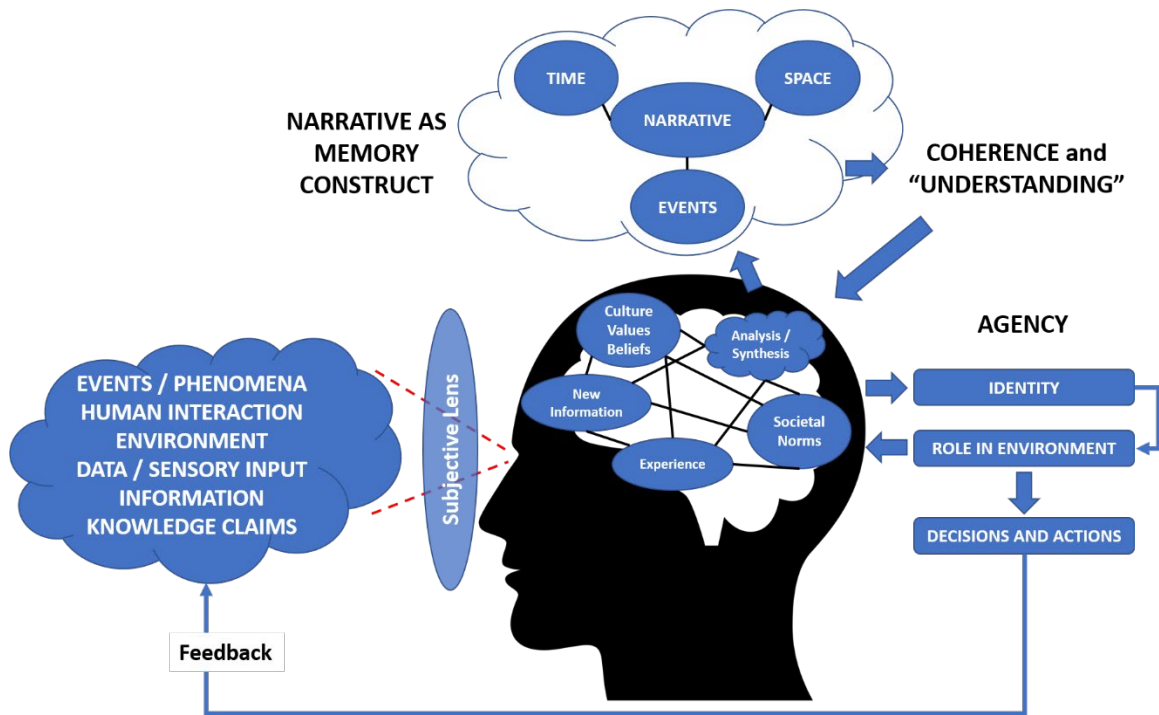 TIME
SPACE
NARRATIVE
EVENTS
NARRATIVE AS
MEMORY
CONSTRUCT
COHERENCE and
“UNDERSTANDING”
Culture
Values
Beliefs
Analysis /
Synthesis
New
Information
Societal
Norms
Experience
AGENCY
IDENTITY
ROLE IN ENVIRONMENT
DECISIONS AND ACTIONS
EVENTS / PHENOMENA
HUMAN INTERACTION
ENVIRONMENT
DATA / SENSORY INPUT
INFORMATION
KNOWLEDGE CLAIMS
Subjective Lens
Feedback